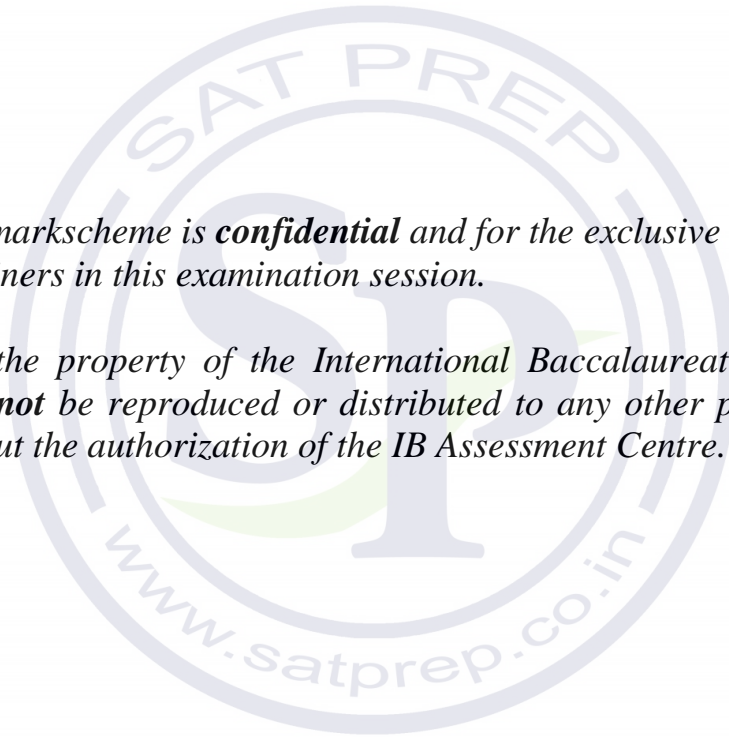 SAT PREP
markscheme is confidential and for the exclusive
iners in this examination session.
the property of the International Baccalaureat
not be reproduced or distributed to any other p
ut the authorization of the IB Assessment Centre.
SP
www.satprep.co.in